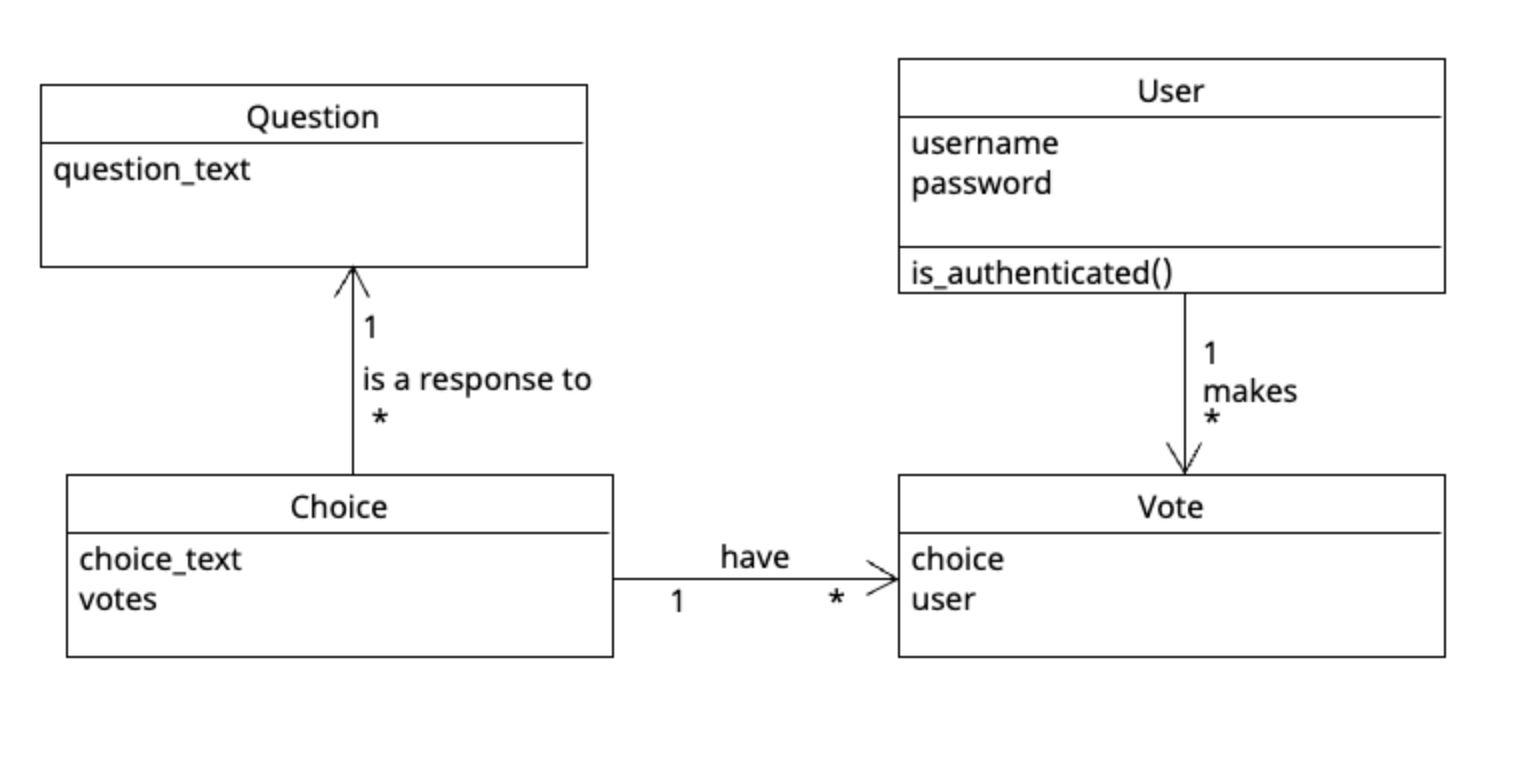 Question
question_text
1
is a response to
*
Choice
choice_text
votes
have
1 *
User
username
password
is_authenticated()
1
makes
*
Vote
choice
user